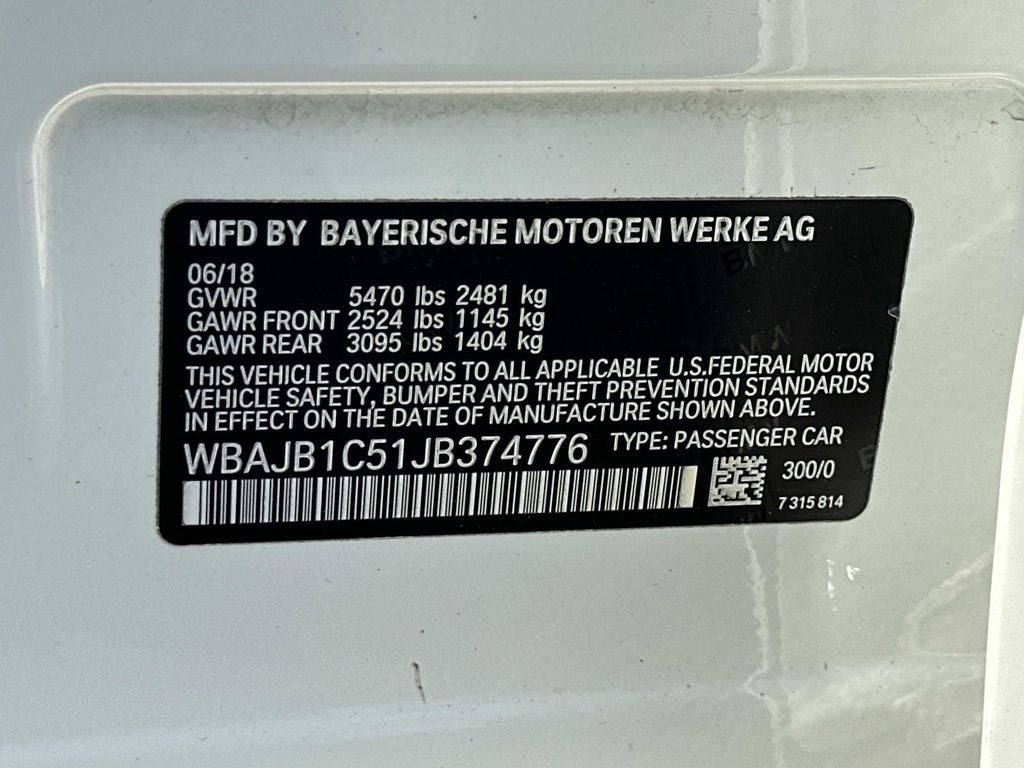 MFD BY BAYERISCHE MOTOREN WERKE AG
06/18
GVWR 5470 lbs 2481 kg
GAWR FRONT 2524 lbs 1145 kg
GAWR REAR 3095 lbs 1404 kg
THIS VEHICLE CONFORMS TO ALL APPLICABLE U.S.FEDERAL MOTOR
VEHICLE SAFETY, BUMPER AND THEFT PREVENTION STANDARDS
IN EFFECT ON THE DATE OF MANUFACTURE SHOWN ABOVE.
WBAJB1C51JB374776 TYPE: PASSENGER CAR
300/0
7 315 814